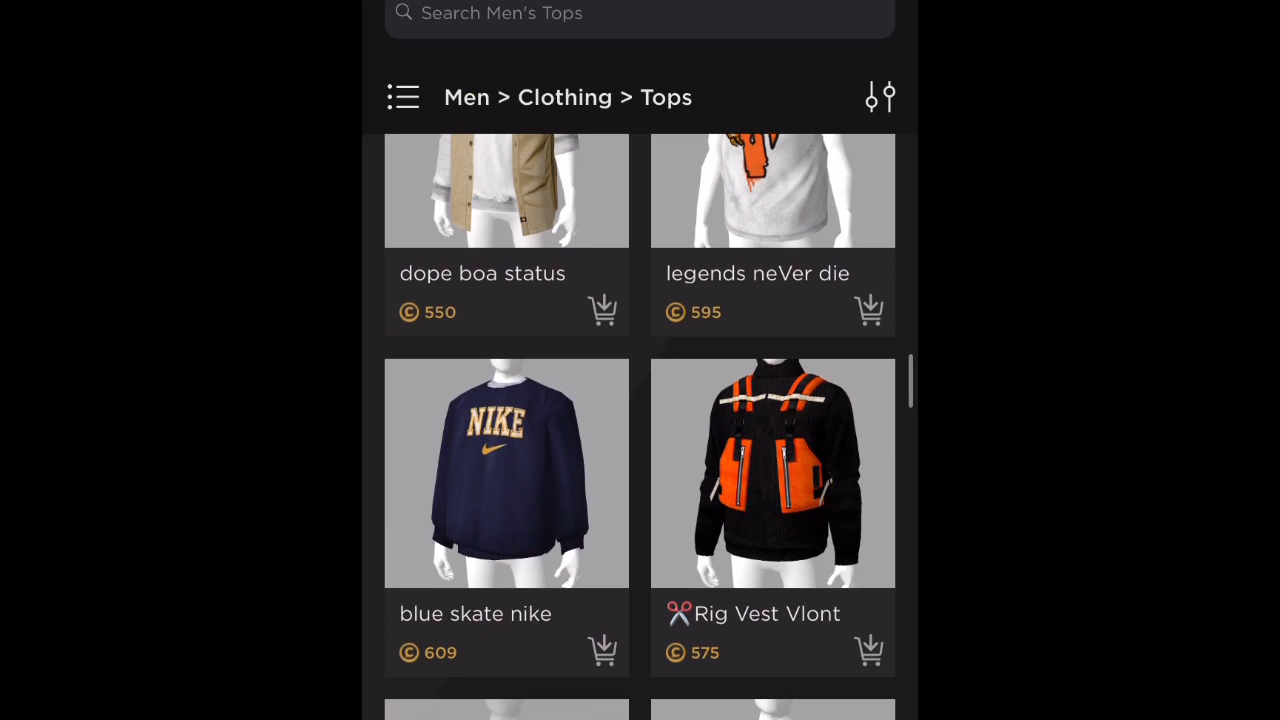 Search Men's Tops
Men > Clothing > Tops
dope boa status
legends neVer die
© 550
© 595
NIKE
blue skate nike
✂️Rig Vest Vlont
© 609
© 575